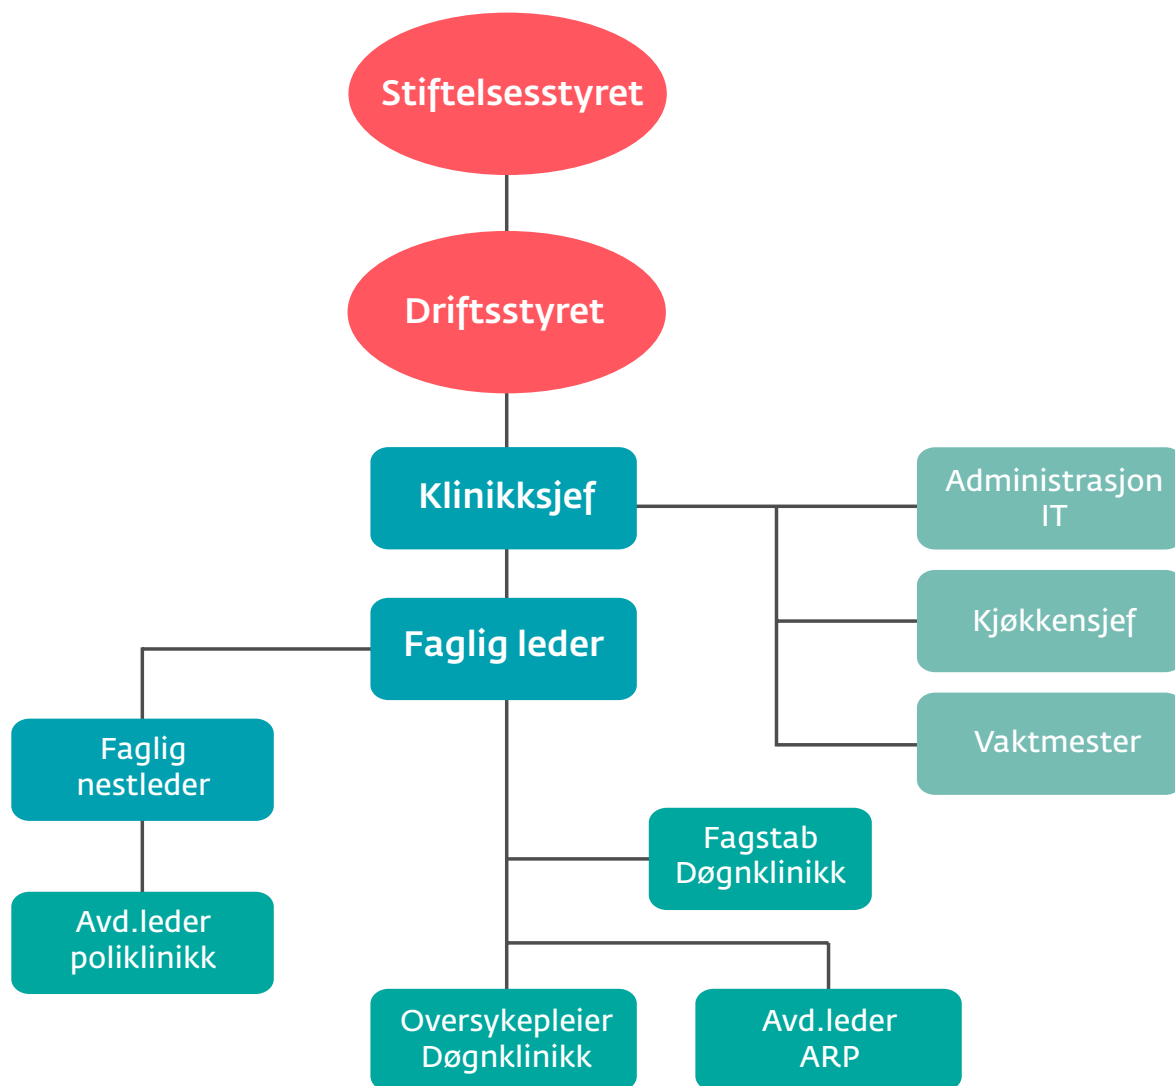 Stiftelsesstyret
Driftsstyret
Klinikksjef
Administrasjon
IT
Kjøkkensjef
Faglig leder
Vaktmester
Faglig
nestleder
Fagstab
Døgnklinikk
Avd.leder
poliklinikk
Oversykepleier
Døgnklinikk
Avd.leder
ARP